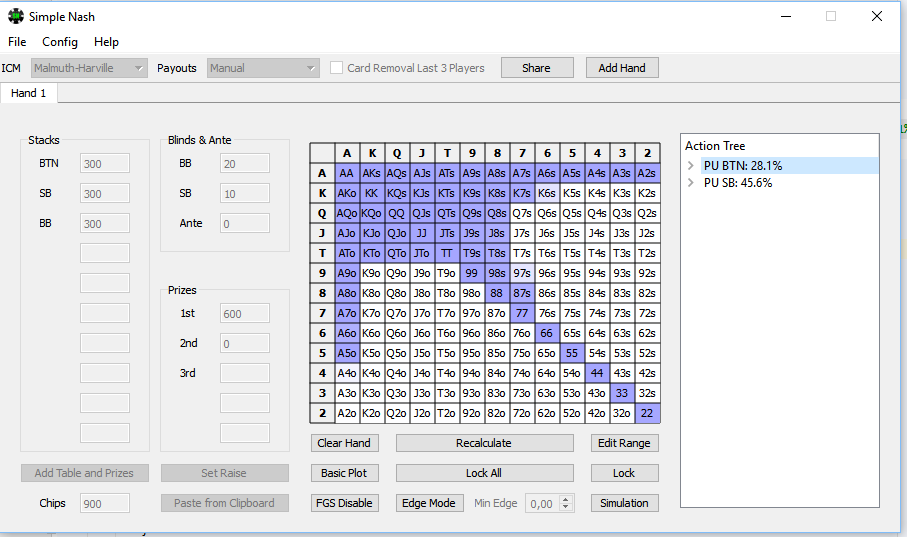 Simple Nash
File Config Help
ICM Malmuth-Harville Payouts Manual Card Removal Last 3 Players Share Add Hand
Hand 1
Stacks
BTN 300
SB 300
BB 300
Blinds & Ante
BB 20
SB 10
Ante 0
Prizes
1st 600
2nd 0
3rd
Add Table and Prizes Set Raise
Chips 900 Paste from Clipboard
A K Q J T 9 8 7 6 5 4 3 2
A AA AKs AQs AJs ATs A9s A8s A7s A6s A5s A4s A3s A2s
K AKo KK KQs KJs KTs K9s K8s K7s K6s K5s K4s K3s K2s
Q AQo KQo QQ QJs QTs Q9s Q8s Q7s Q6s Q5s Q4s Q3s Q2s
J AJo KJo QJo JJ JTs J9s J8s J7s J6s J5s J4s J3s J2s
T ATo KTo QTo JTo TT T9s T8s T7s T6s T5s T4s T3s T2s
9 A9o K9o Q9o J9o T9o 99 98s 97s 96s 95s 94s 93s 92s
8 A8o K8o Q8o J8o T8o 98o 88 87s 86s 85s 84s 83s 82s
7 A7o K7o Q7o J7o T7o 97o 87o 77 76s 75s 74s 73s 72s
6 A6o K6o Q6o J6o T6o 96o 86o 76o 66 65s 64s 63s 62s
5 A5o K5o Q5o J5o T5o 95o 85o 75o 65o 55 54s 53s 52s
4 A4o K4o Q4o J4o T4o 94o 84o 74o 64o 54o 44 43s 42s
3 A3o K3o Q3o J3o T3o 93o 83o 73o 63o 53o 43o 33 32s
2 A2o K2o Q2o J2o T2o 92o 82o 72o 62o 52o 42o 32o 22
Clear Hand Recalculate Edit Range
Basic Plot Lock All Lock
FGS Disable Edge Mode Min Edge 0,00 Simulation
Action Tree
PU BTN: 28.1%
PU SB: 45.6%